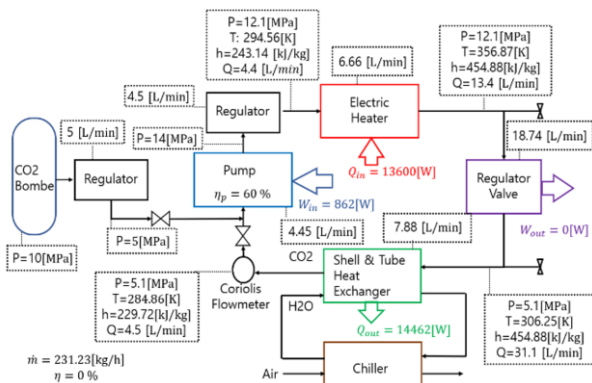 P=12.1[MPa]
T: 294.56[K]
h=243.14 [kJ/kg]
Q=4.4 [L/min]
6.66 [L/min]
P=12.1[MPa]
T=356.87[K]
h=454.88[kJ/kg]
Q=13.4 [L/min]
4.5 [L/min]
Regulator
Electric
Heater
5 [L/min]
P=14[MPa]
18.74 [L/min]
CO2
Bombe
Regulator
Pump
η_p = 60 %
Q_in = 13600[W]
W_in = 862[W]
Regulator
Valve
W_out = 0[W]
P=10[MPa]
P=5[MPa]
4.45 [L/min]
7.88 [L/min]
CO2
Shell & Tube
Heat
Exchanger
P=5.1[MPa]
T=284.86[K]
h=229.72[kJ/kg]
Q=4.5 [L/min]
Coriolis
Flowmeter
H2O
Q_out = 14462[W]
P=5.1[MPa]
T=306.25[K]
h=454.88[kJ/kg]
Q=31.1 [L/min]
ṁ = 231.23[kg/h]
η = 0 %
Air
Chiller